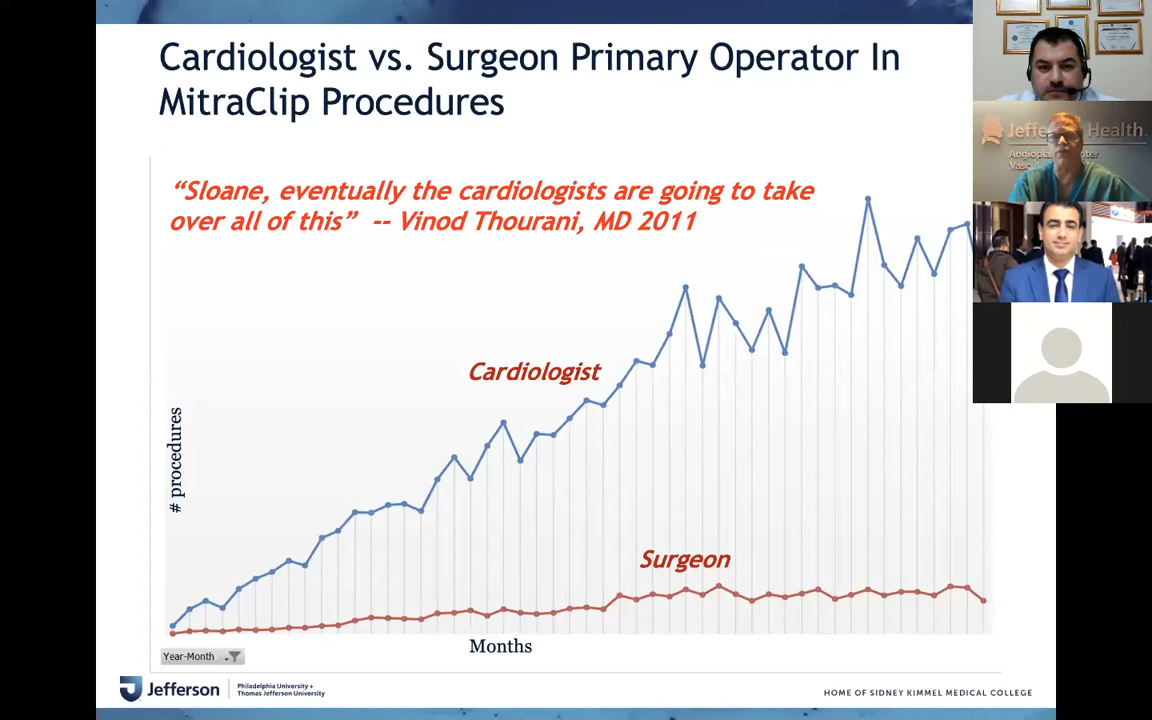 Cardiologist vs. Surgeon Primary Operator In
MitraClip Procedures
“Sloane, eventually the cardiologists are going to take
over all of this” -- Vinod Thourani, MD 2011
Cardiologist
Surgeon
# procedures
Months
Year-Month
Jefferson
Philadelphia University +
Thomas Jefferson University
HOME OF SIDNEY KIMMEL MEDICAL COLLEGE
Jefferson Health.